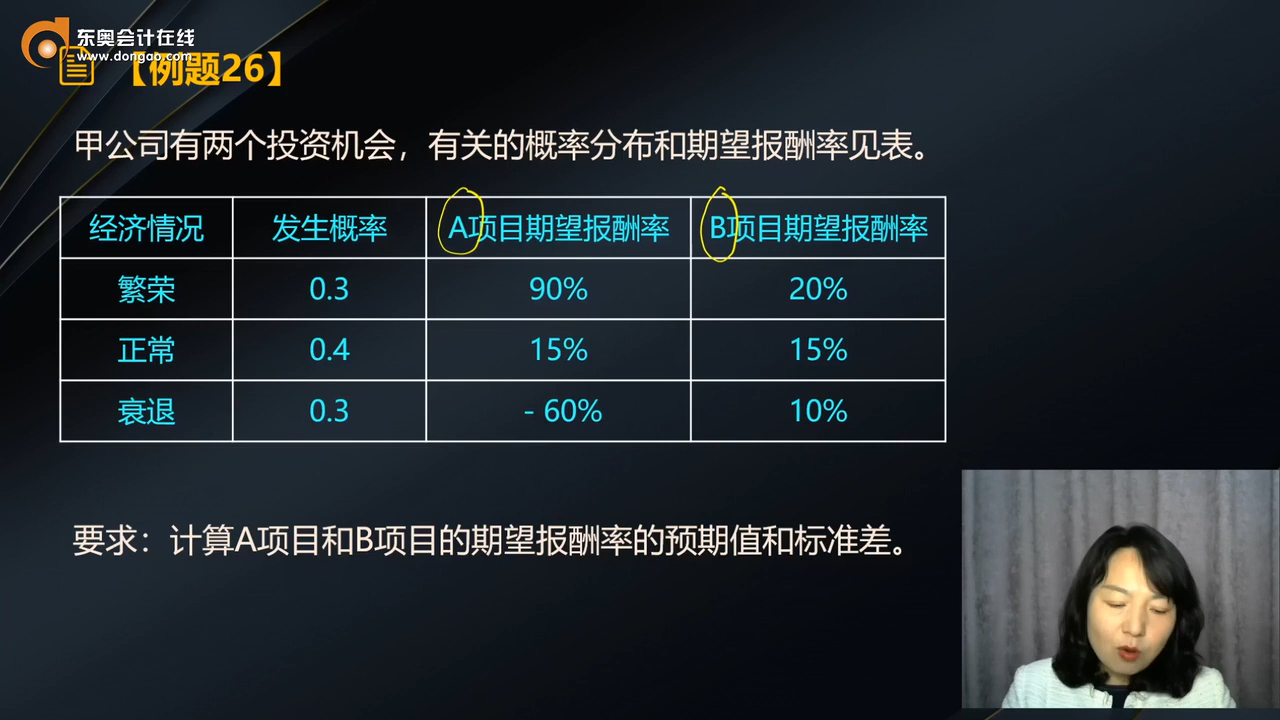 东奥会计在线
www.dongao.com
【例题26】
甲公司有两个投资机会，有关的概率分布和期望报酬率见表。
经济情况 发生概率 A项目期望报酬率 B项目期望报酬率
繁荣 0.3 90% 20%
正常 0.4 15% 15%
衰退 0.3 - 60% 10%
要求：计算A项目和B项目的期望报酬率的预期值和标准差。